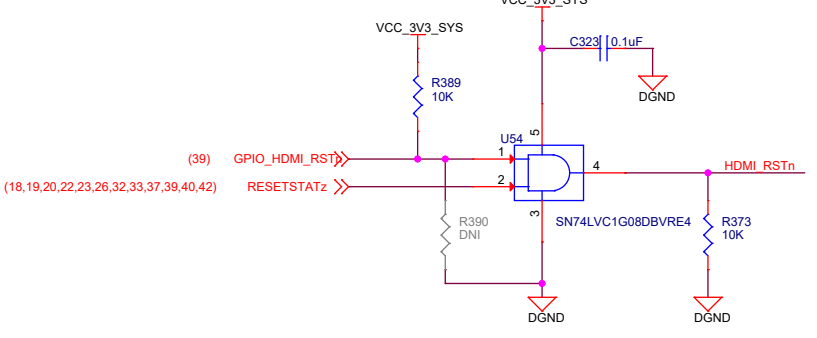 VCC_3V3_SYS
VCC_3V3_SYS
C323 0.1uF
R389
10K
DGND
U54
5
(39) GPIO_HDMI_RSTn
1
4
HDMI_RSTn
(18,19,20,22,23,26,32,33,37,39,40,42) RESETSTATz
2
3
R390
DNI
SN74LVC1G08DBVRE4
R373
10K
DGND
DGND